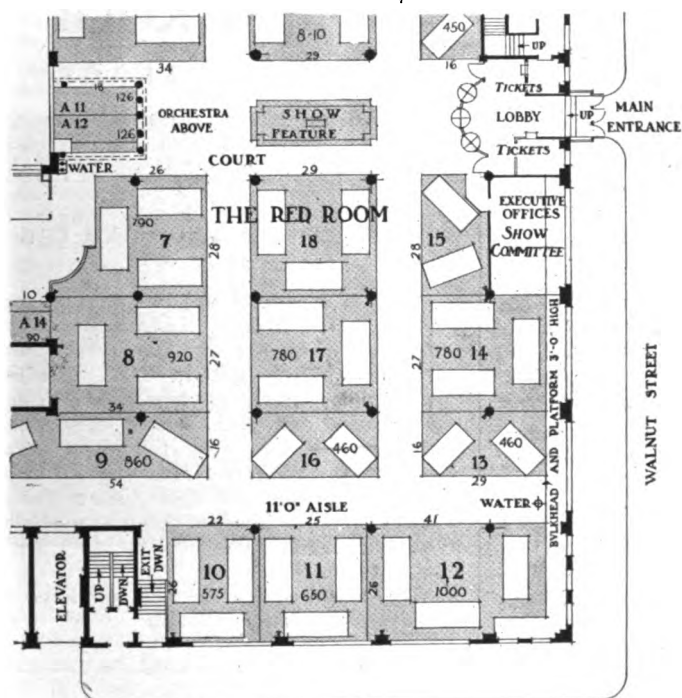 450
8-10
29
16
34
UP
18
126
A 11
A 12
126
ORCHESTRA
ABOVE
SHOW
FEATURE
TICKETS
LOBBY
TICKETS
UP
MAIN
ENTRANCE
WATER
COURT
26
29
THE RED ROOM
790
7
28
18
15
28
EXECUTIVE
OFFICES
SHOW
COMMITTEE
10
A 14
90
8
920
27
780
17
27
780
14
34
9
860
16
54
16
460
16
13
460
29
BULKHEAD AND PLATFORM 3'-0" HIGH
WALNUT STREET
WATER
11'0" AISLE
22
25
41
ELEVATOR
UP
DWN.
EXIT
DWN.
26
10
575
11
650
26
12
1000